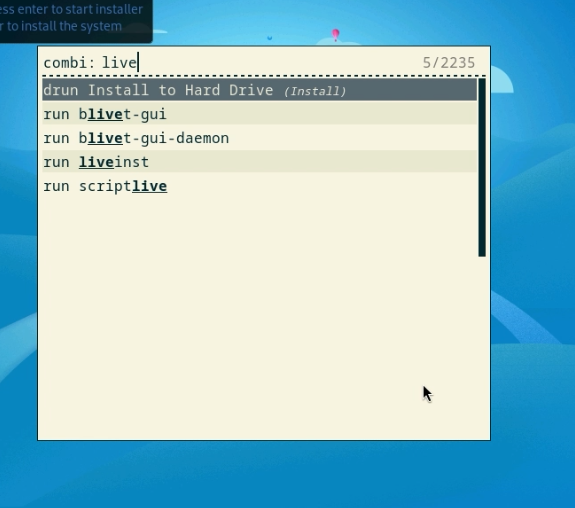 ess enter to start installer
r to install the system
combi: live 5/2235
drun Install to Hard Drive (Install)
run blivet-gui
run blivet-gui-daemon
run liveinst
run scriptlive